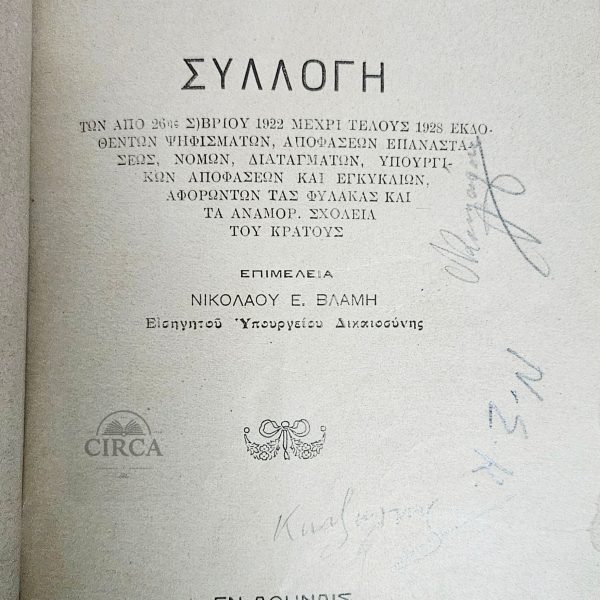 ΣΥΛΛΟΓΗ
ΤΩΝ ΑΠΟ 26ης Σ)ΒΡΙΟΥ 1922 ΜΕΧΡΙ ΤΕΛΟΥΣ 1928 ΕΚΔΟ-
ΘΕΝΤΩΝ ΨΗΦΙΣΜΑΤΩΝ, ΑΠΟΦΑΣΕΩΝ ΕΠΑΝΑΣΤΑ-
ΣΕΩΣ, ΝΟΜΩΝ, ΔΙΑΤΑΓΜΑΤΩΝ, ΥΠΟΥΡΓΙ-
ΚΩΝ ΑΠΟΦΑΣΕΩΝ ΚΑΙ ΕΓΚΥΚΛΙΩΝ,
ΑΦΟΡΩΝΤΩΝ ΤΑΣ ΦΥΛΑΚΑΣ ΚΑΙ
ΤΑ ΑΝΑΜΟΡ. ΣΧΟΛΕΙΑ
ΤΟΥ ΚΡΑΤΟΥΣ
ΕΠΙΜΕΛΕΙΑ
ΝΙΚΟΛΑΟΥ Ε. ΒΛΑΜΗ
Εἰσηγητοῦ Ὑπουργείου Δικαιοσύνης
Ν. Σ. Κ
CIRCA
ΕΝ ΑΘΗΝΑΙΣ